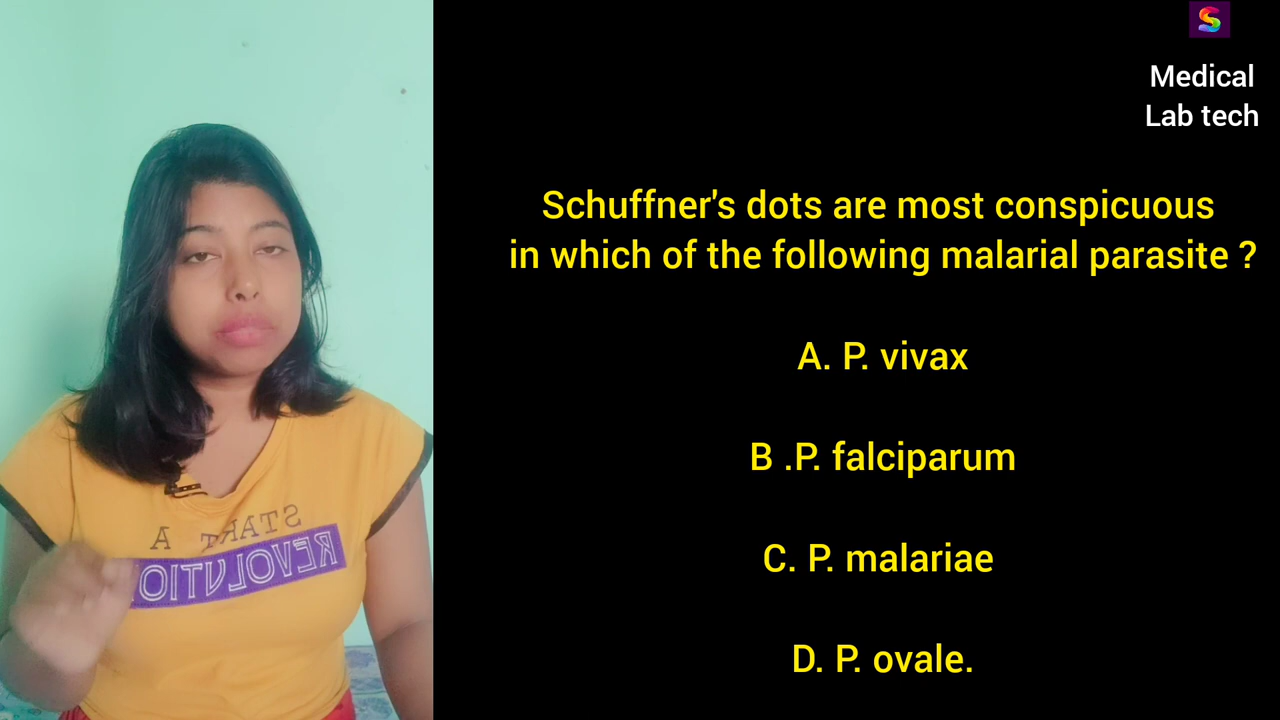 Medical
Lab tech
Schuffner's dots are most conspicuous
in which of the following malarial parasite ?
A. P. vivax
B .P. falciparum
C. P. malariae
D. P. ovale.
START A
REVOLUTIO